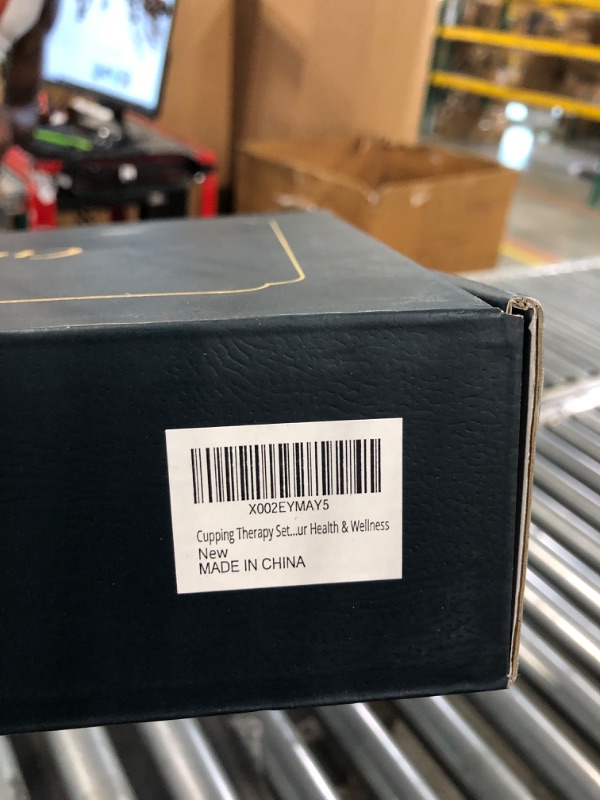 X002EYMAY5
Cupping Therapy Set...ur Health & Wellness
New
MADE IN CHINA